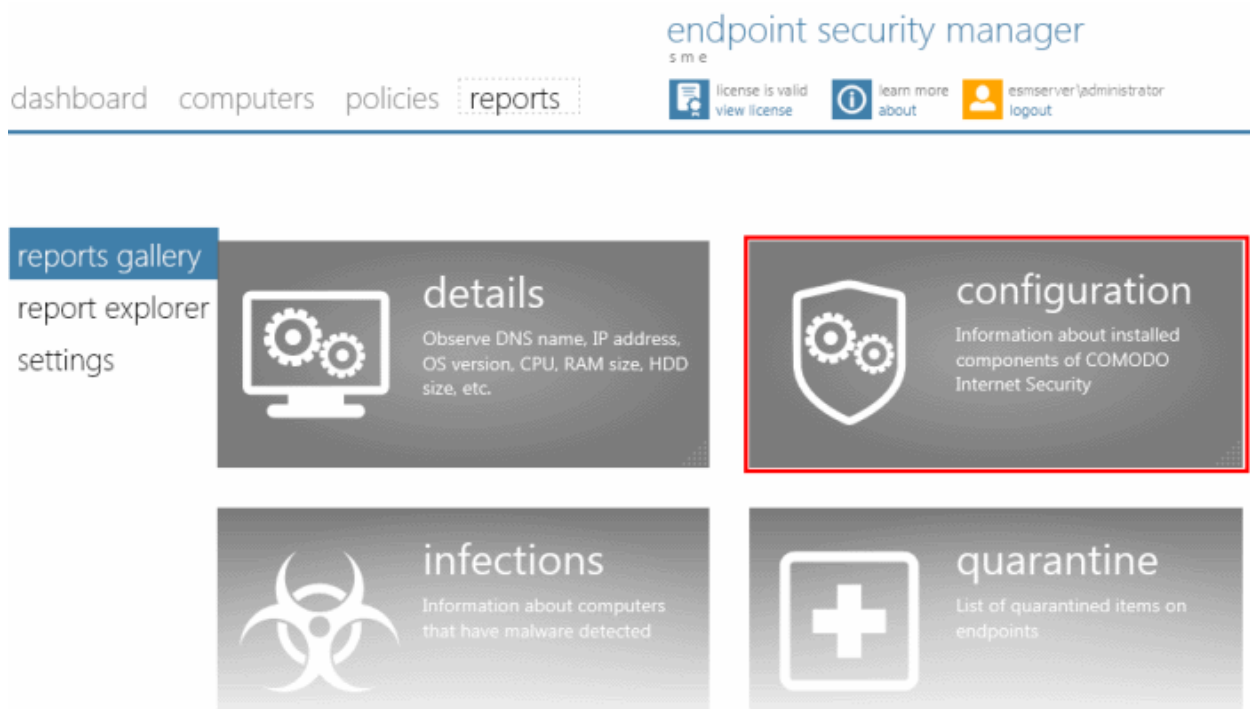 endpoint security manager
sme
dashboard computers policies reports
license is valid
view license
learn more
about
esmserver\administrator
logout
reports gallery
report explorer
settings
details
Observe DNS name, IP address,
OS version, CPU, RAM size, HDD
size, etc.
configuration
Information about installed
components of COMODO
Internet Security
infections
Information about computers
that have malware detected
quarantine
List of quarantined items on
endpoints